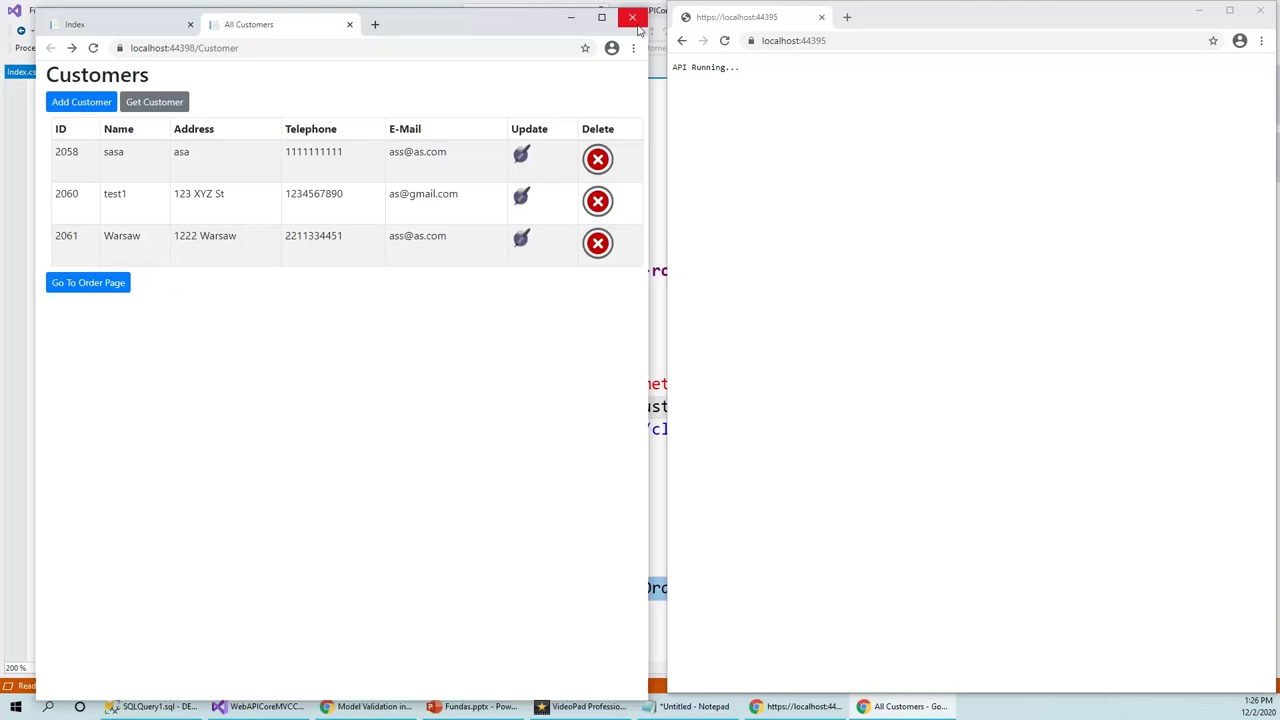 Index
All Customers
https://localhost:44395
localhost:44398/Customer
localhost:44395
Index.cs
API Running...
Customers
Add Customer
Get Customer
ID Name Address Telephone E-Mail Update Delete
2058 sasa asa 1111111111 ass@as.com
2060 test1 123 XYZ St 1234567890 as@gmail.com
2061 Warsaw 1222 Warsaw 2211334451 ass@as.com
Go To Order Page
200 %
SQLQuery1.sql - DE...
WebAPICoreMVCC...
Model Validation in...
Fundas.pptx - Pow...
VideoPad Professio...
*Untitled - Notepad
https://localhost:44...
All Customers - Go...
1:26 PM
12/2/2020